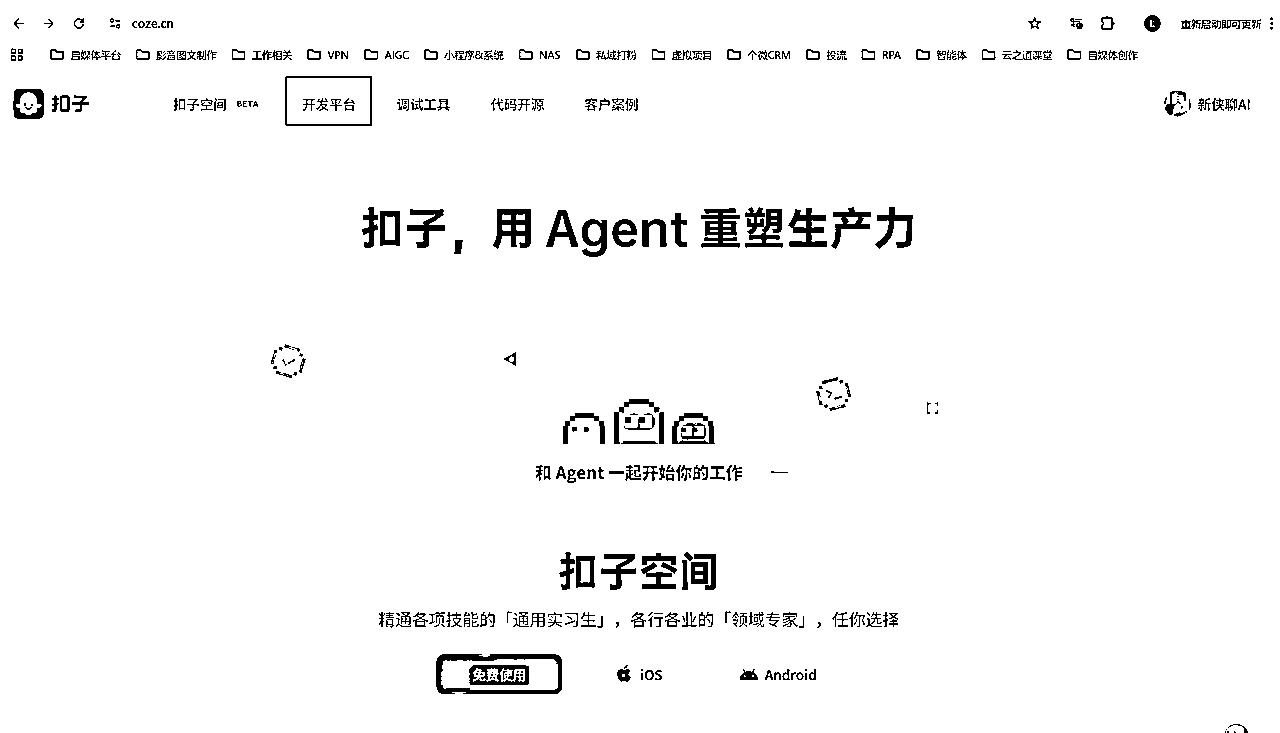 coze.cn
重新启动即可更新
自媒体平台 影音图文制作 工作相关 VPN AIGC 小程序&系统 NAS 私域打粉 虚拟项目 个微CRM 投流 RPA 智能体 云之道课堂 自媒体创作
扣子 扣子空间 BETA 开发平台 调试工具 代码开源 客户案例 新侠聊AI
扣子，用 Agent 重塑生产力
和 Agent 一起开始你的工作
扣子空间
精通各项技能的「通用实习生」，各行各业的「领域专家」，任你选择
免费使用 iOS Android